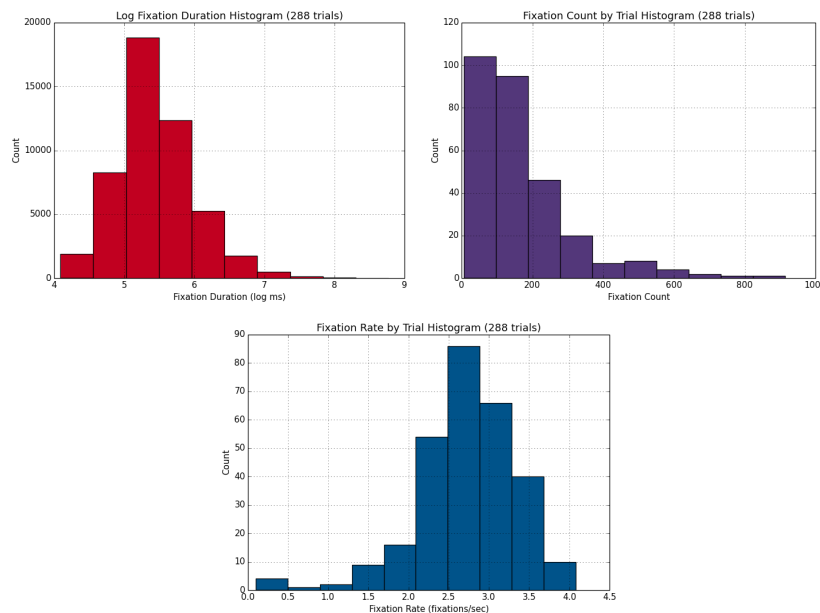 Log Fixation Duration Histogram (288 trials)
20000
15000
10000
5000
0
Count
4 5 6 7 8 9
Fixation Duration (log ms)
Fixation Count by Trial Histogram (288 trials)
120
100
80
60
40
20
0
Count
0 200 400 600 800 1000
Fixation Count
Fixation Rate by Trial Histogram (288 trials)
90
80
70
60
50
40
30
20
10
0
Count
0.0 0.5 1.0 1.5 2.0 2.5 3.0 3.5 4.0 4.5
Fixation Rate (fixations/sec)